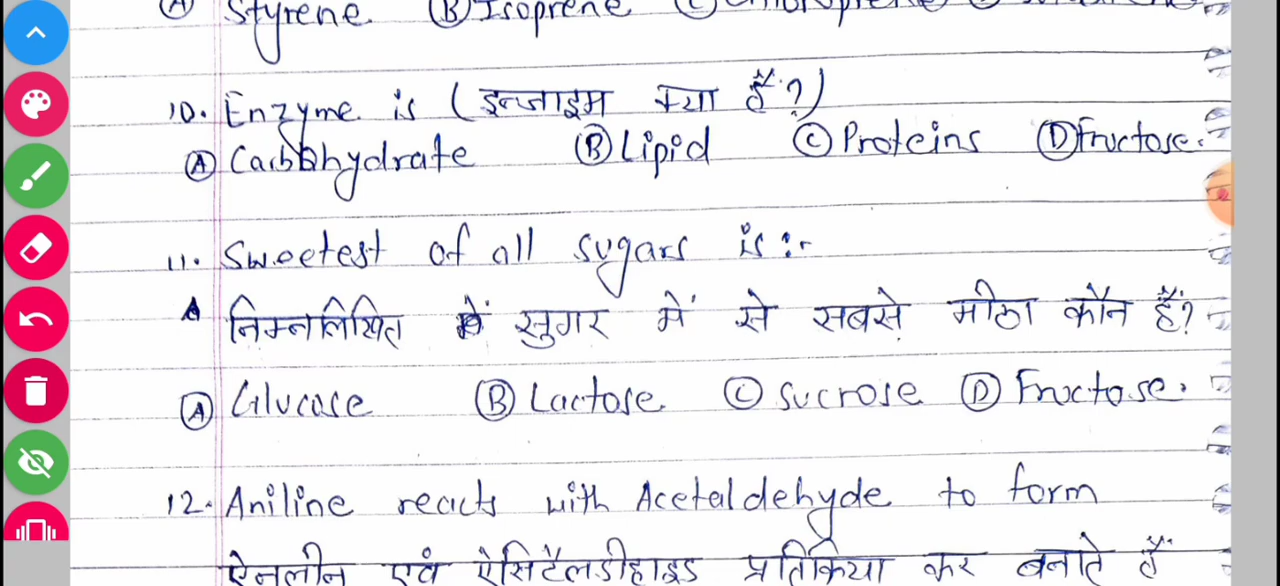 (A) Styrene (B) Isoprene (C)
10. Enzyme is (इन्जाइम क्या हैं?)
(A) Carbohydrate (B) Lipid (C) Proteins (D) Fructose.
11. Sweetest of all sugars is :-
A निम्नलिखित में सुगर में से सबसे मीठा कौन हैं?
(A) Glucose (B) Lactose (C) Sucrose (D) Fructose.
12. Aniline reacts with Acetaldehyde to form
ऐनलीन एवं ऐसिटैलडीहाइड प्रतिक्रिया कर बनाते हैं